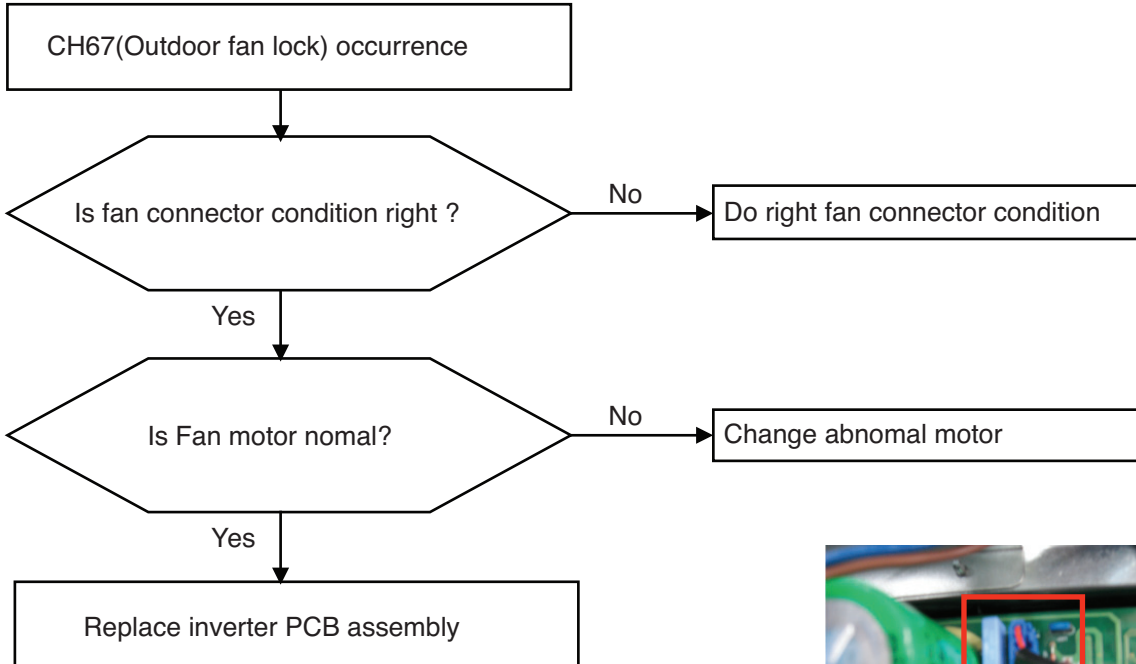 CH67(Outdoor fan lock) occurrence
Is fan connector condition right ?
No
Do right fan connector condition
Yes
Is Fan motor nomal?
No
Change abnomal motor
Yes
Replace inverter PCB assembly